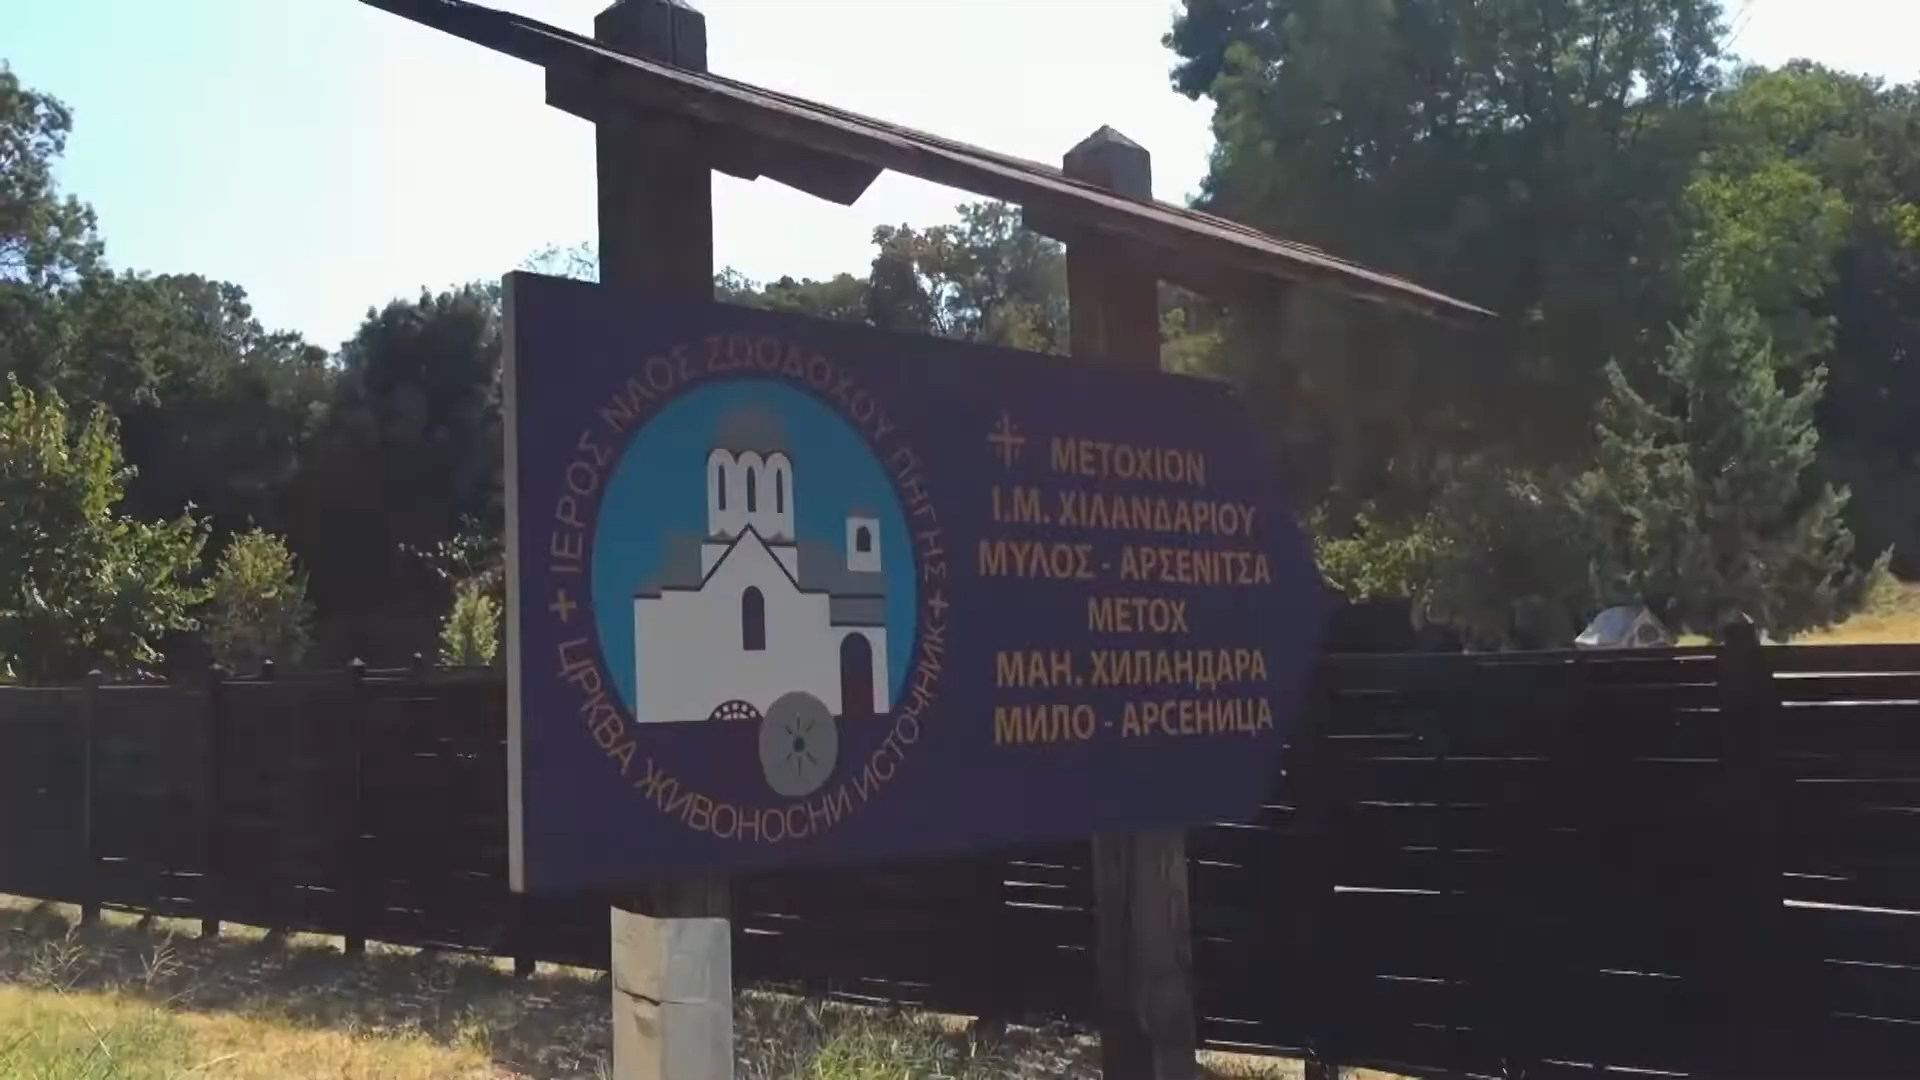 ΙΕΡΟΣ ΝΑΟΣ ΖΩΟΔΟΧΟΥ ΠΗΓΗΣ
ЦРКВА ЖИВОНОСНИ ИСТОЧНИК
ΜΕΤΟΧΙΟΝ
Ι.Μ. ΧΙΛΑΝΔΑΡΙΟΥ
ΜΥΛΟΣ - ΑΡΣΕΝΙΤΣΑ
МЕТОХ
МАН. ХИЛАНДАРА
МИЛО - АРСЕНИЦА